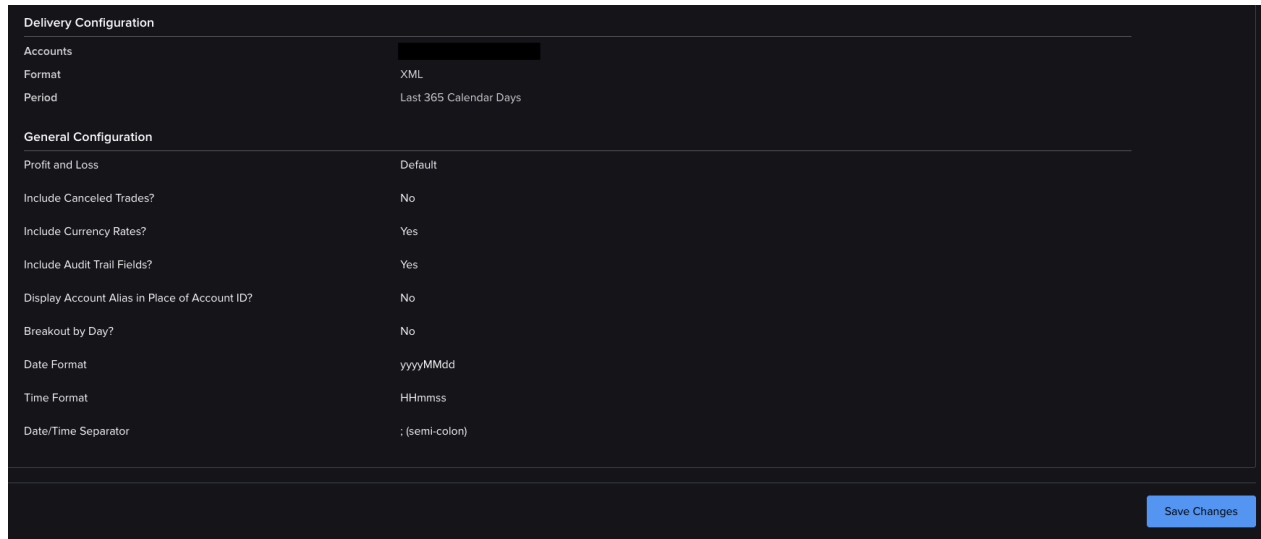 Delivery Configuration
Accounts
Format XML
Period Last 365 Calendar Days
General Configuration
Profit and Loss Default
Include Canceled Trades? No
Include Currency Rates? Yes
Include Audit Trail Fields? Yes
Display Account Alias in Place of Account ID? No
Breakout by Day? No
Date Format yyyyMMdd
Time Format HHmmss
Date/Time Separator ; (semi-colon)
Save Changes